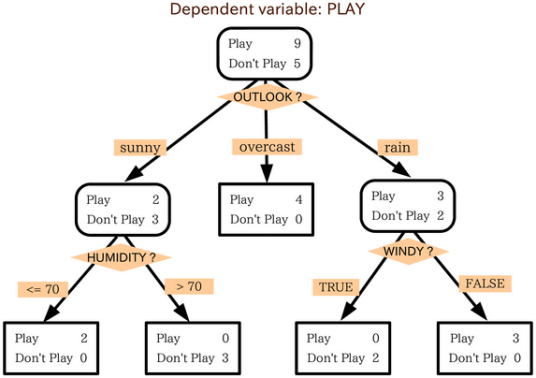 Dependent variable: PLAY
Play 9
Don't Play 5
OUTLOOK ?
sunny
overcast
rain
Play 2
Don't Play 3
Play 4
Don't Play 0
Play 3
Don't Play 2
HUMIDITY ?
WINDY ?
<= 70
> 70
TRUE
FALSE
Play 2
Don't Play 0
Play 0
Don't Play 3
Play 0
Don't Play 2
Play 3
Don't Play 0